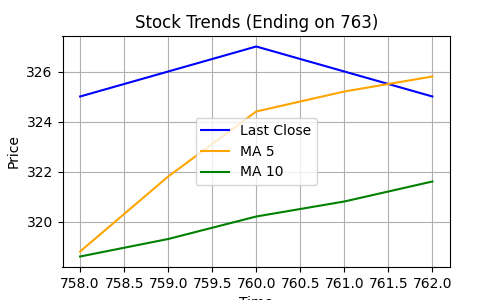 Stock Trends (Ending on 763)
Price
326
324
322
320
Last Close
MA 5
MA 10
758.0 758.5 759.0 759.5 760.0 760.5 761.0 761.5 762.0
Time